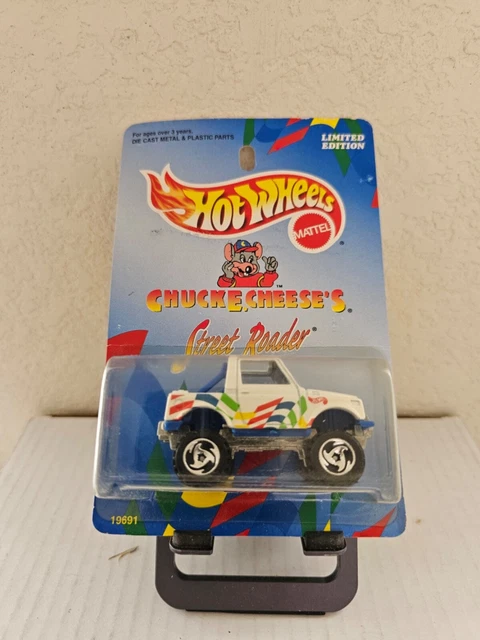 For ages over 3 years.
DIE CAST METAL & PLASTIC PARTS
LIMITED
EDITION
HOT WHEELS®
MATTEL
™
CHUCK E. CHEESE'S®
Street Roader®
19691